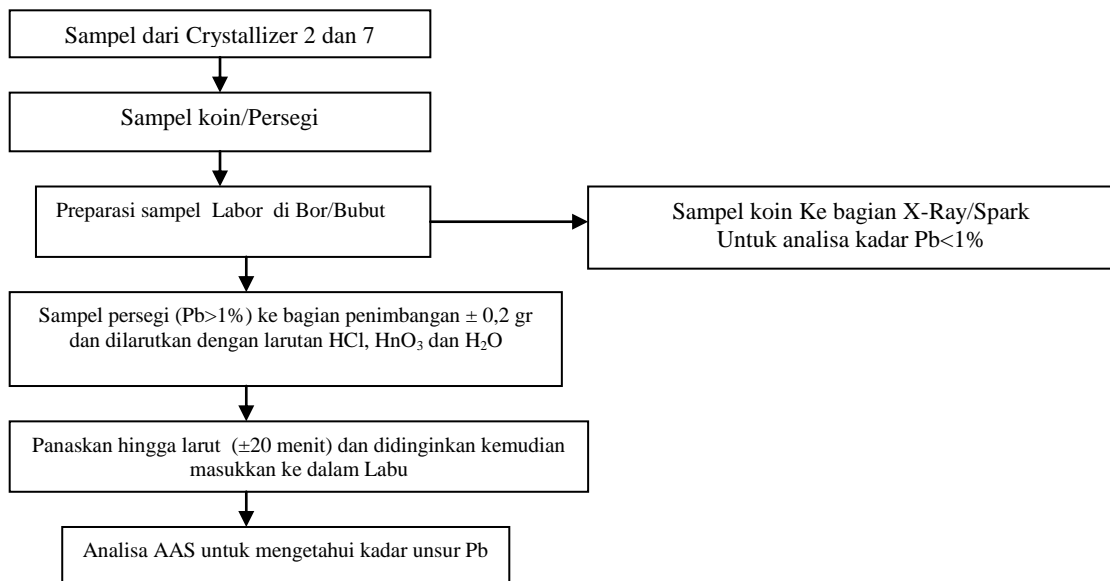 Sampel dari Crystallizer 2 dan 7
Sampel koin/Persegi
Preparasi sampel Labor di Bor/Bubut
Sampel koin Ke bagian X-Ray/Spark
Untuk analisa kadar Pb<1%
Sampel persegi (Pb>1%) ke bagian penimbangan ± 0,2 gr
dan dilarutkan dengan larutan HCl, HnO₃ dan H₂O
Panaskan hingga larut (±20 menit) dan didinginkan kemudian
masukkan ke dalam Labu
Analisa AAS untuk mengetahui kadar unsur Pb